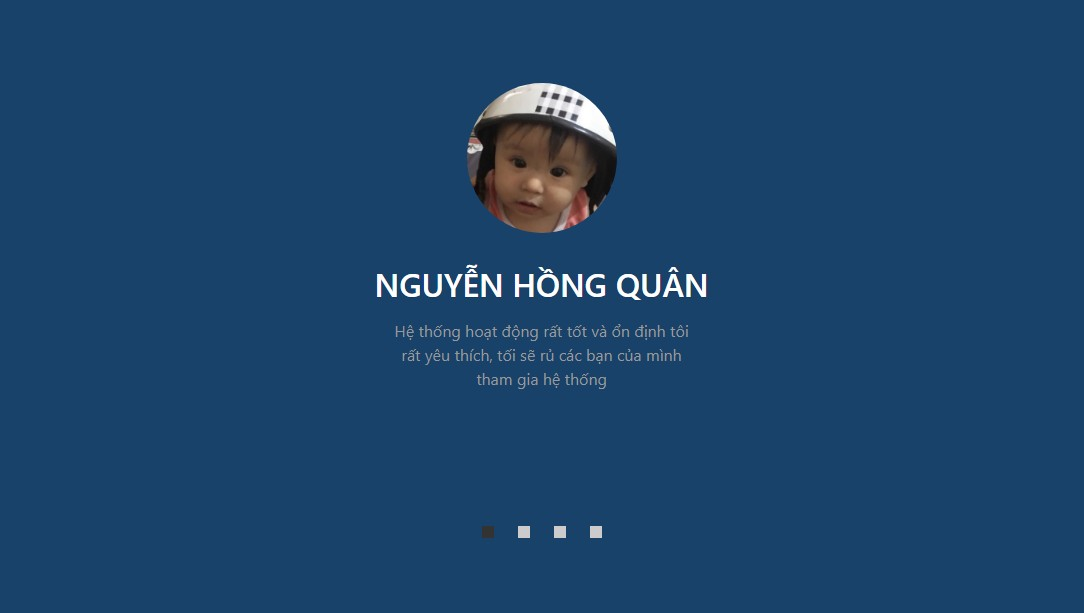 NGUYỄN HỒNG QUÂN
Hệ thống hoạt động rất tốt và ổn định tôi
rất yêu thích, tối sẽ rủ các bạn của mình
tham gia hệ thống